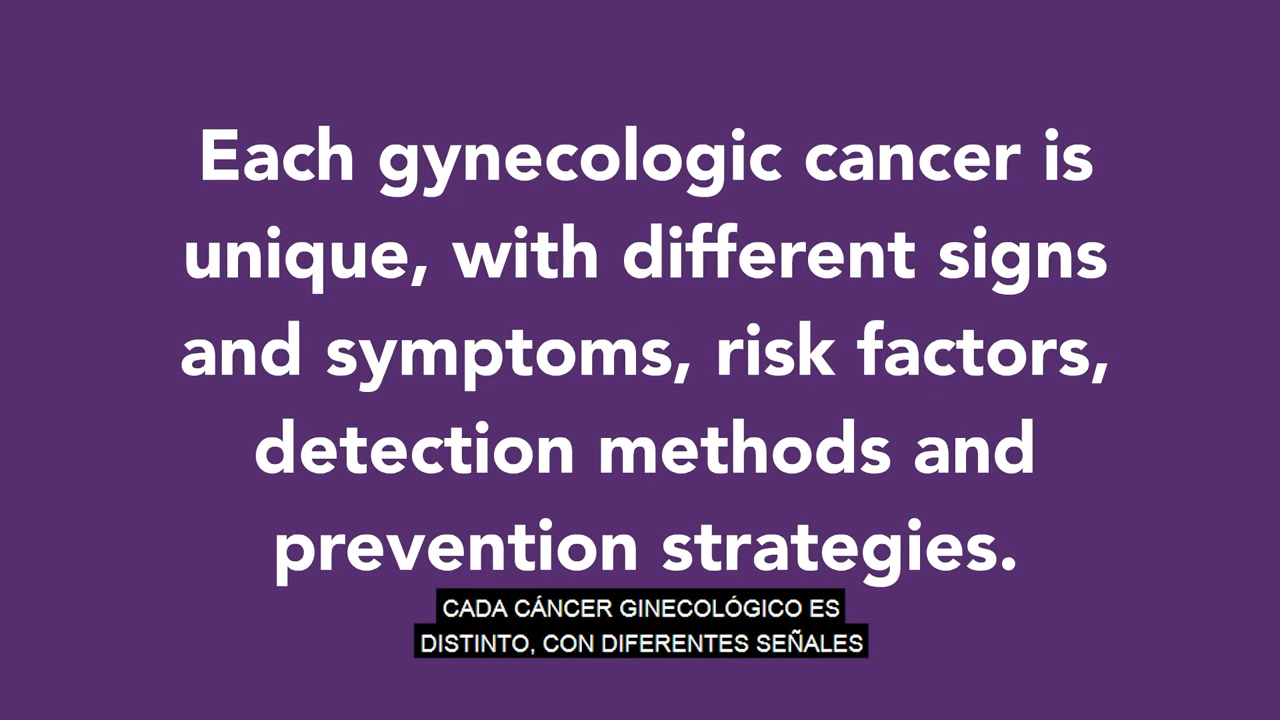 Each gynecologic cancer is
unique, with different signs
and symptoms, risk factors,
detection methods and
prevention strategies.
CADA CÁNCER GINECOLÓGICO ES
DISTINTO, CON DIFERENTES SEÑALES